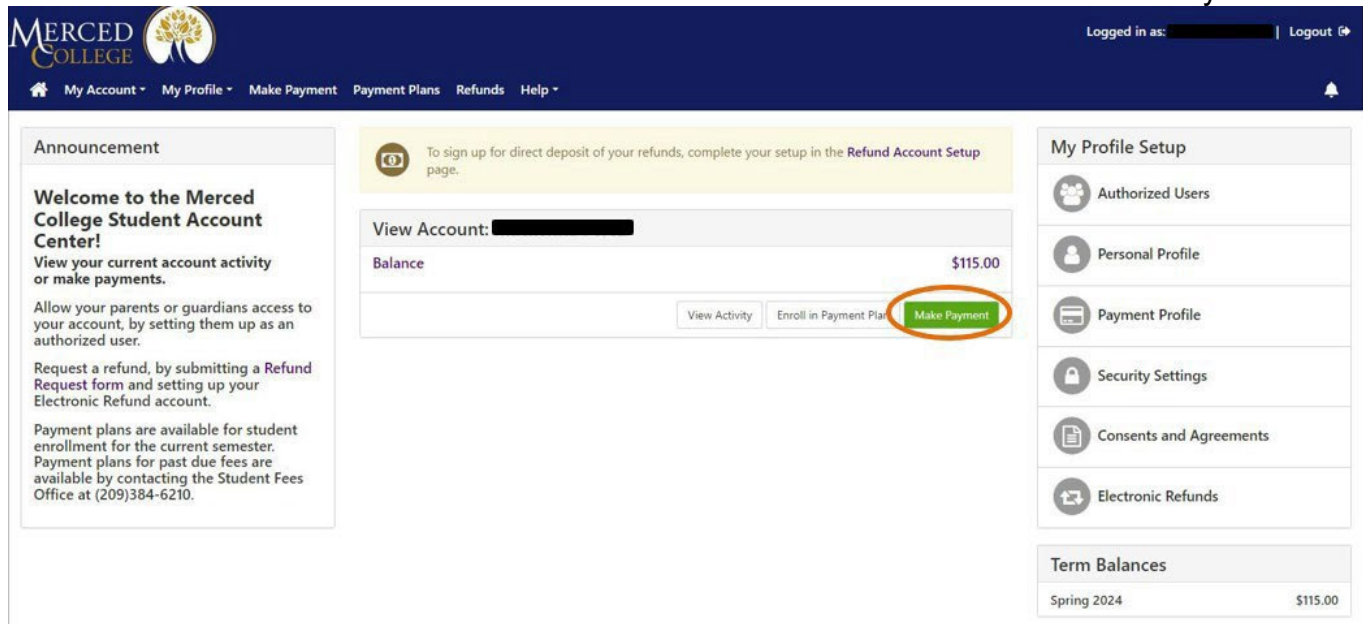 MERCED
COLLEGE
Logged in as:
| Logout
My Account
My Profile
Make Payment
Payment Plans
Refunds
Help
Announcement
Welcome to the Merced
College Student Account
Center!
View your current account activity
or make payments.
Allow your parents or guardians access to
your account, by setting them up as an
authorized user.
Request a refund, by submitting a Refund
Request form and setting up your
Electronic Refund account.
Payment plans are available for student
enrollment for the current semester.
Payment plans for past due fees are
available by contacting the Student Fees
Office at (209)384-6210.
To sign up for direct deposit of your refunds, complete your setup in the Refund Account Setup
page.
View Account:
Balance $115.00
View Activity
Enroll in Payment Plan
Make Payment
My Profile Setup
Authorized Users
Personal Profile
Payment Profile
Security Settings
Consents and Agreements
Electronic Refunds
Term Balances
Spring 2024 $115.00